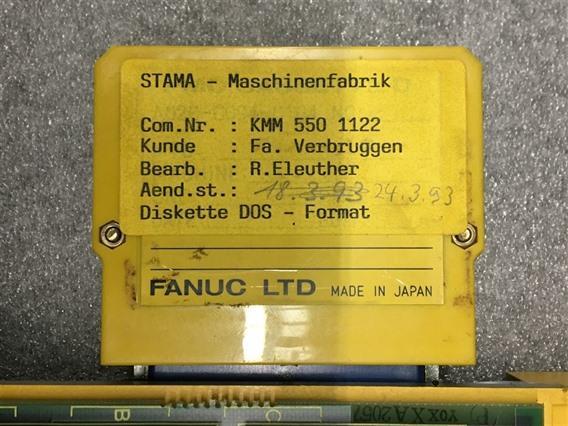 STAMA - Maschinenfabrik
Com.Nr. : KMM 550 1122
Kunde : Fa. Verbruggen
Bearb. : R.Eleuther
Aend.st.: 18.3.93 24.3.93
Diskette DOS - Format
FANUC LTD MADE IN JAPAN
B C